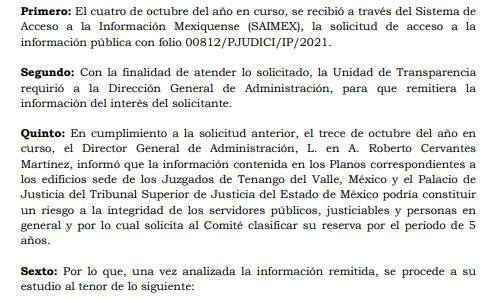 Primero: El cuatro de octubre del año en curso, se recibió a través del Sistema de
Acceso a la Información Mexiquense (SAIMEX), la solicitud de acceso a la
información pública con folio 00812/PJUDICI/IP/2021.
Segundo: Con la finalidad de atender lo solicitado, la Unidad de Transparencia
requirió a la Dirección General de Administración, para que remitiera la
información del interés del solicitante.
Quinto: En cumplimiento a la solicitud anterior, el trece de octubre del año en
curso, el Director General de Administración, L. en A. Roberto Cervantes
Martínez, informó que la información contenida en los Planos correspondientes a
los edificios sede de los Juzgados de Tenango del Valle, México y el Palacio de
Justicia del Tribunal Superior de Justicia del Estado de México podría constituir
un riesgo a la integridad de los servidores públicos, justiciables y personas en
general y por lo cual solicita al Comité clasificar su reserva por el periodo de 5
años.
Sexto: Por lo que, una vez analizada la información remitida, se procede a su
estudio al tenor de lo siguiente: